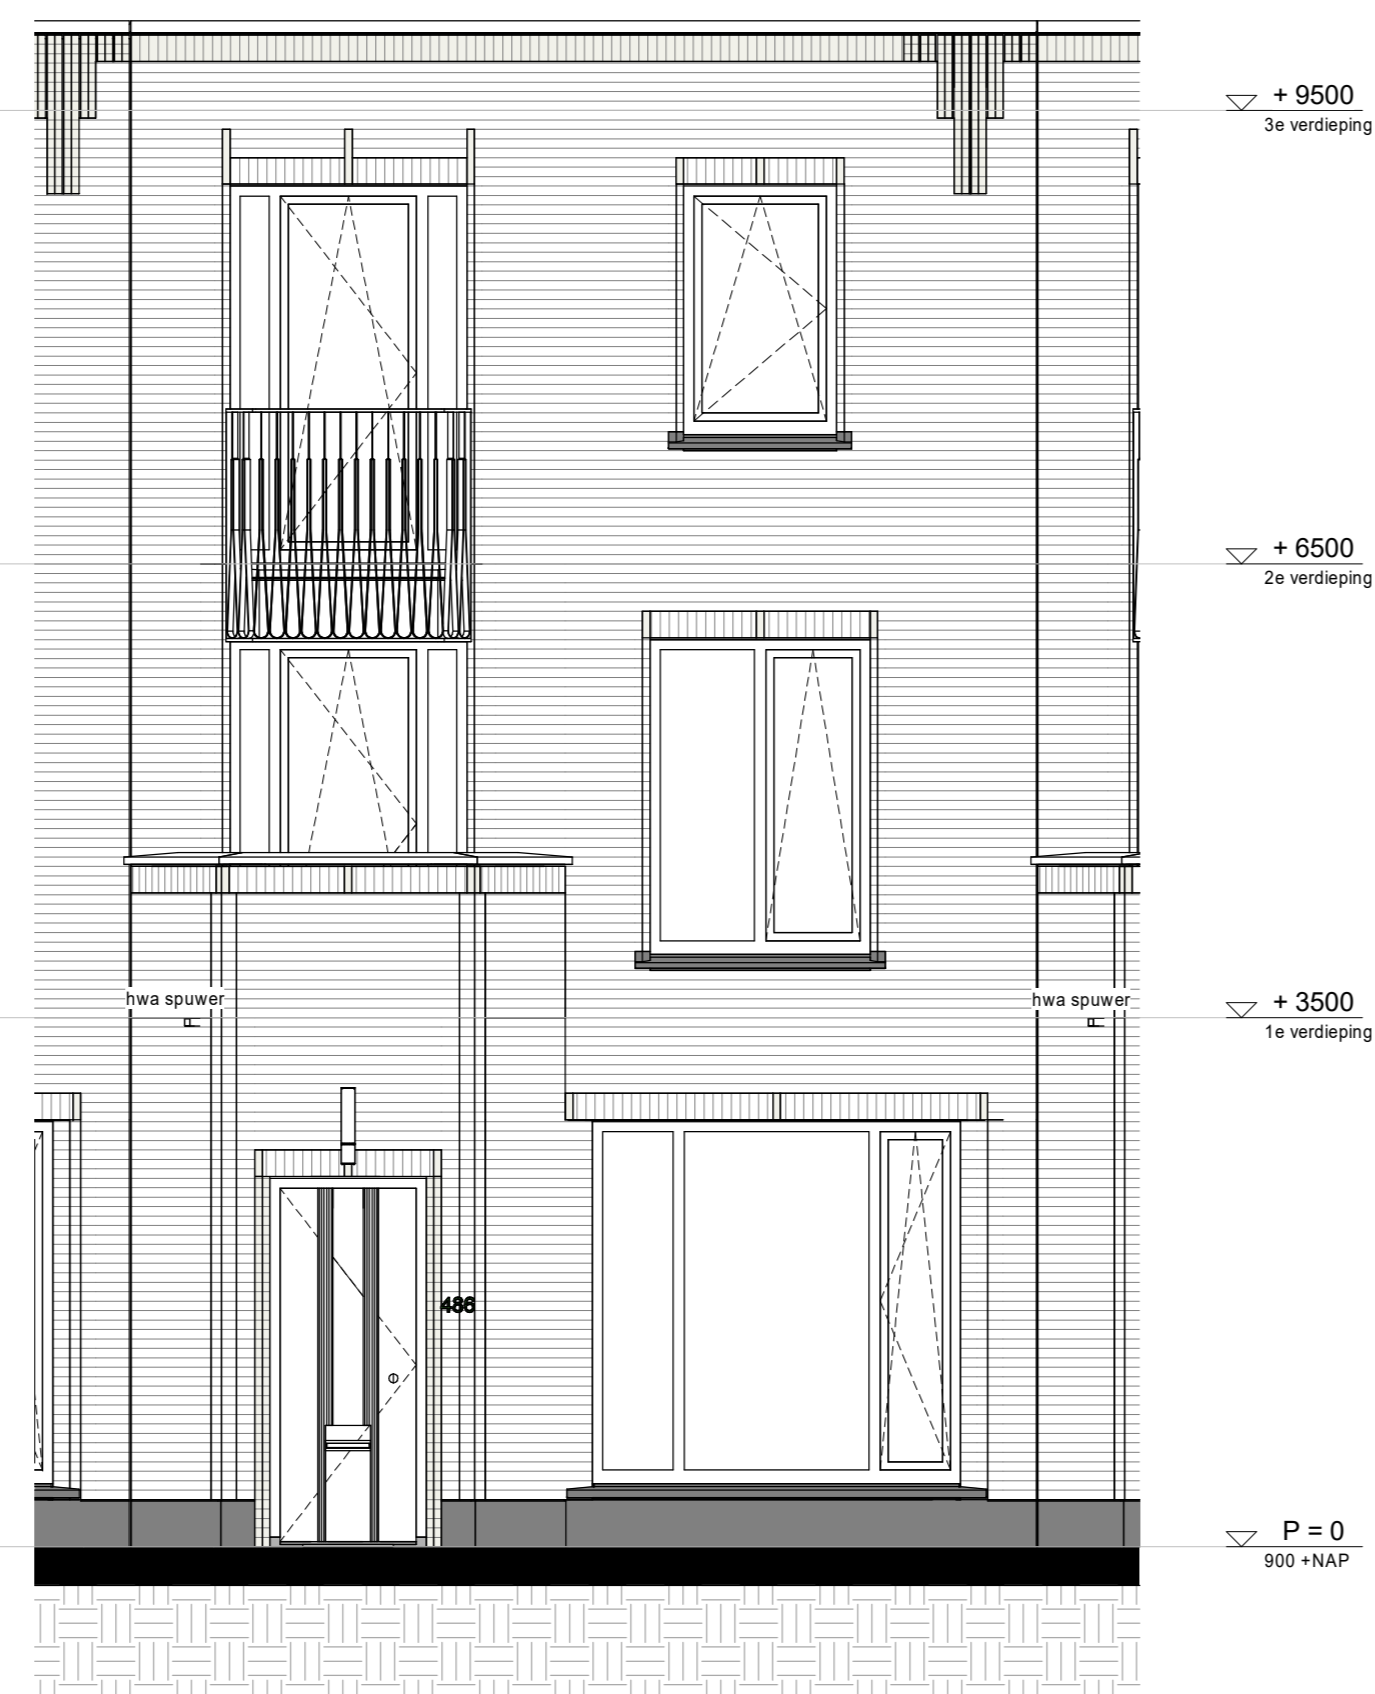 + 9500
3e verdieping
+ 6500
2e verdieping
hwa spuwer
hwa spuwer
+ 3500
1e verdieping
486
P = 0
900 +NAP